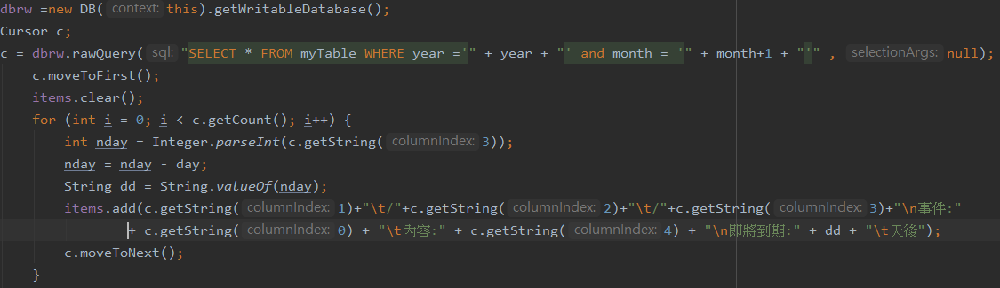 dbrw =new DB( context: this).getWritableDatabase();
Cursor c;
c = dbrw.rawQuery( sql: "SELECT * FROM myTable WHERE year ='" + year + "' and month = '" + month+1 + "'" , selectionArgs: null);
c.moveToFirst();
items.clear();
for (int i = 0; i < c.getCount(); i++) {
int nday = Integer.parseInt(c.getString( columnIndex: 3));
nday = nday - day;
String dd = String.valueOf(nday);
items.add(c.getString( columnIndex: 1)+"\t/"+c.getString( columnIndex: 2)+"\t/"+c.getString( columnIndex: 3)+"\n事件:"
+ c.getString( columnIndex: 0) + "\t內容:" + c.getString( columnIndex: 4) + "\n即將到期:" + dd + "\t天後");
c.moveToNext();
}